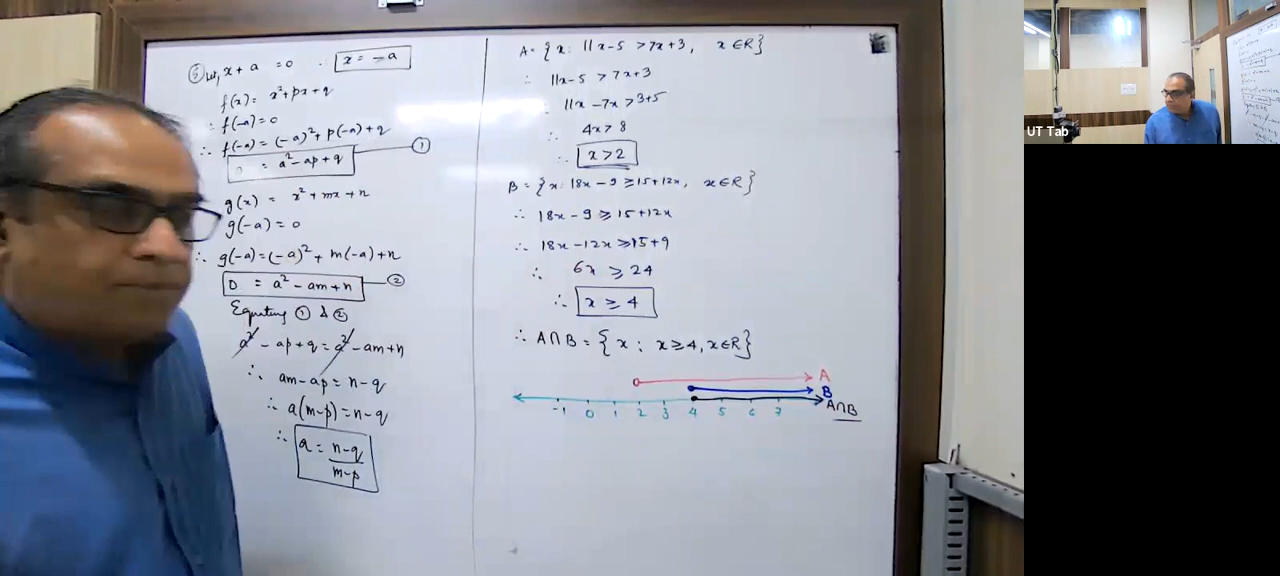 ⑤ Let, x + a = 0 ∴ x = -a
f(x) = x² + px + q
∴ f(-a) = 0
∴ f(-a) = (-a)² + p(-a) + q
0 = a² - ap + q ①
g(x) = x² + mx + n
g(-a) = 0
∴ g(-a) = (-a)² + m(-a) + n
0 = a² - am + n ②
Equating ① & ②
a² - ap + q = a² - am + n
∴ am - ap = n - q
∴ a(m-p) = n - q
∴ a = n-q / m-p
A = {x : 11x - 5 > 7x + 3, x ∈ R}
∴ 11x - 5 > 7x + 3
∴ 11x - 7x > 3 + 5
∴ 4x > 8
∴ x > 2
B = {x : 18x - 9 ≥ 15 + 12x, x ∈ R}
∴ 18x - 9 ≥ 15 + 12x
∴ 18x - 12x ≥ 15 + 9
∴ 6x ≥ 24
∴ x ≥ 4
∴ A∩B = {x : x ≥ 4, x ∈ R}
A
B
A∩B
-1 0 1 2 3 4 5 6 7
UT Tab